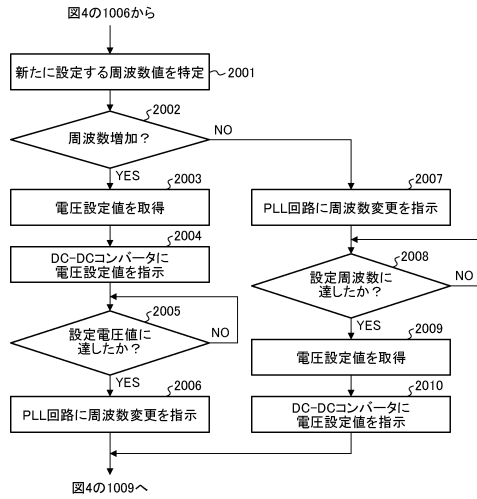 図4の1006から
新たに設定する周波数値を特定
2001
2002
周波数増加？
NO
YES
2003
電圧設定値を取得
2004
DC-DCコンバータに
電圧設定値を指示
2005
設定電圧値に
達したか？
NO
YES
2006
PLL回路に周波数変更を指示
2007
PLL回路に周波数変更を指示
2008
設定周波数に
達したか？
NO
YES
2009
電圧設定値を取得
2010
DC-DCコンバータに
電圧設定値を指示
図4の1009へ